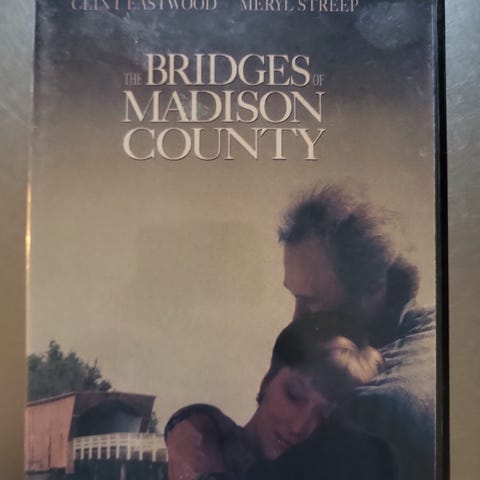 CLINT EASTWOOD MERYL STREEP
THE BRIDGES OF
MADISON
COUNTY